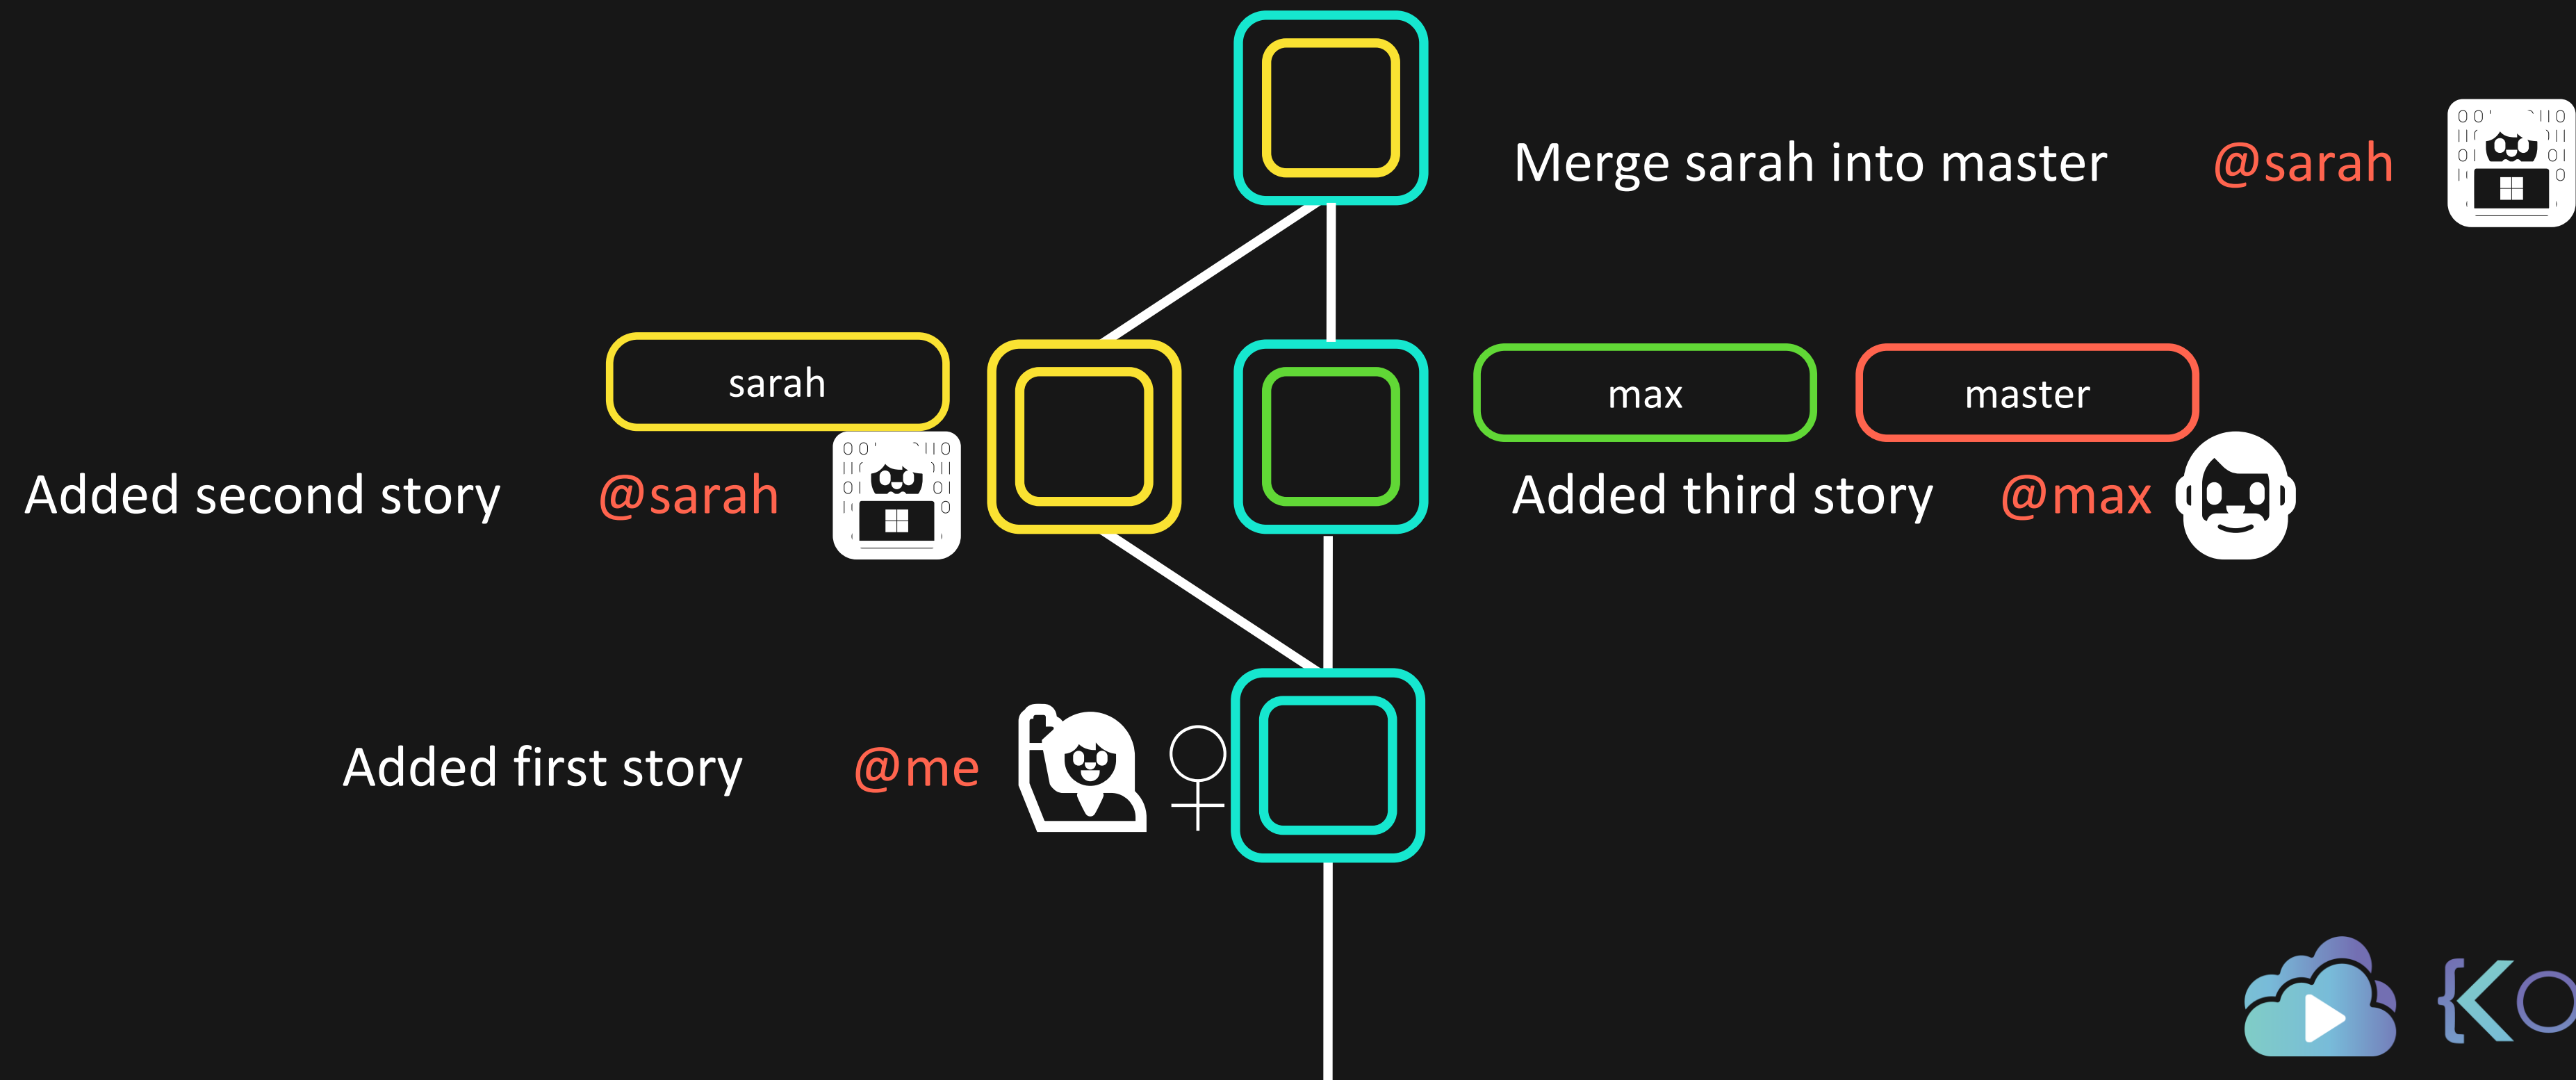 Merge sarah into master @sarah
sarah
max
master
Added second story @sarah
Added third story @max
Added first story @me
{Ko